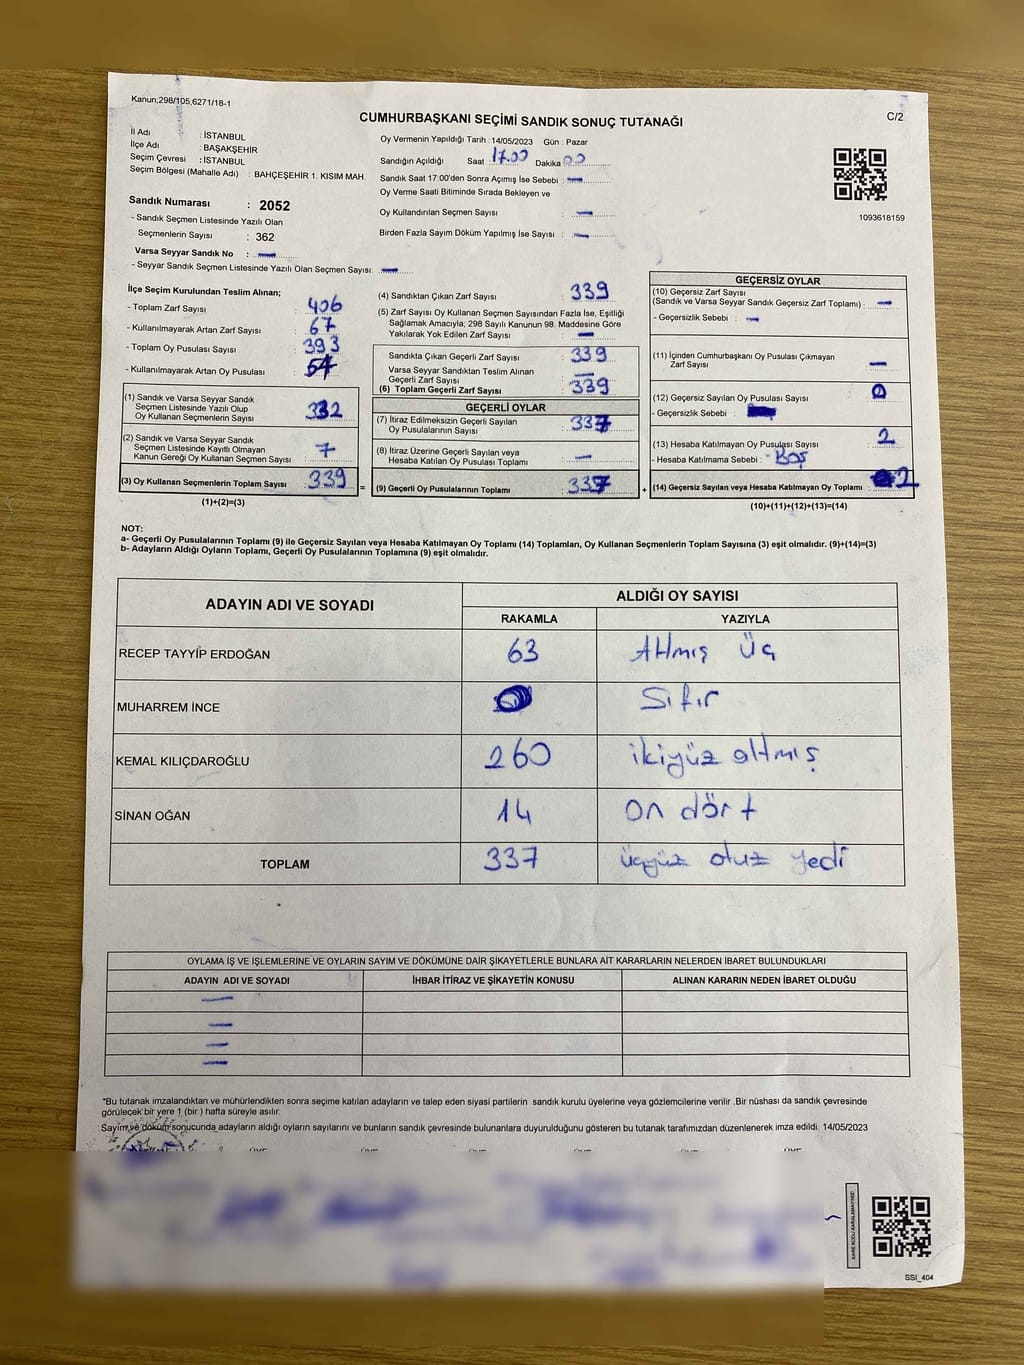 Kanun;298/105,6271/18-1
CUMHURBAŞKANI SEÇİMİ SANDIK SONUÇ TUTANAĞI
C/2
İl Adı : İSTANBUL
İlçe Adı : BAŞAKŞEHİR
Seçim Çevresi : İSTANBUL
Seçim Bölgesi (Mahalle Adı) : BAHÇEŞEHİR 1. KISIM MAH.
Sandık Numarası : 2052
- Sandık Seçmen Listesinde Yazılı Olan
Seçmenlerin Sayısı : 362
Varsa Seyyar Sandık No : —
- Seyyar Sandık Seçmen Listesinde Yazılı Olan Seçmen Sayısı: —
Oy Vermenin Yapıldığı Tarih : 14/05/2023 Gün : Pazar
Sandığın Açıldığı Saat : 17.00 Dakika : 00
Sandık Saat 17:00'den Sonra Açımış İse Sebebi : —
Oy Verme Saati Bitiminde Sırada Bekleyen ve
Oy Kullandırılan Seçmen Sayısı : —
Birden Fazla Sayım Döküm Yapılmış İse Sayısı : —
1093618159
İlçe Seçim Kurulundan Teslim Alınan;
- Toplam Zarf Sayısı : 406
- Kullanılmayarak Artan Zarf Sayısı : 67
- Toplam Oy Pusulası Sayısı : 393
- Kullanılmayarak Artan Oy Pusulası : 54
(1) Sandık ve Varsa Seyyar Sandık
Seçmen Listesinde Yazılı Olup
Oy Kullanan Seçmenlerin Sayısı : 332
(2) Sandık ve Varsa Seyyar Sandık
Seçmen Listesinde Kayıtlı Olmayan
Kanun Gereği Oy Kullanan Seçmen Sayısı : 7
(3) Oy Kullanan Seçmenlerin Toplam Sayısı : 339
(1)+(2)=(3)
=
(4) Sandıktan Çıkan Zarf Sayısı : 339
(5) Zarf Sayısı Oy Kullanan Seçmen Sayısından Fazla İse, Eşitliği
Sağlamak Amacıyla; 298 Sayılı Kanunun 98. Maddesine Göre
Yakılarak Yok Edilen Zarf Sayısı : —
Sandıkta Çıkan Geçerli Zarf Sayısı : 339
Varsa Seyyar Sandıktan Teslim Alınan
Geçerli Zarf Sayısı : —
(6) Toplam Geçerli Zarf Sayısı : 339
GEÇERLİ OYLAR
(7) İtiraz Edilmeksizin Geçerli Sayılan
Oy Pusulalarının Sayısı : 337
(8) İtiraz Üzerine Geçerli Sayılan veya
Hesaba Katılan Oy Pusulası Toplamı : —
(9) Geçerli Oy Pusulalarının Toplamı : 337
+
GEÇERSİZ OYLAR
(10) Geçersiz Zarf Sayısı
(Sandık ve Varsa Seyyar Sandık Geçersiz Zarf Toplamı) : —
- Geçersizlik Sebebi : —
(11) İçinden Cumhurbaşkanı Oy Pusulası Çıkmayan
Zarf Sayısı : —
(12) Geçersiz Sayılan Oy Pusulası Sayısı : 0
- Geçersizlik Sebebi :
(13) Hesaba Katılmayan Oy Pusulası Sayısı : 2
- Hesaba Katılmama Sebebi : Boş
(14) Geçersiz Sayılan veya Hesaba Katılmayan Oy Toplamı : 2
(10)+(11)+(12)+(13)=(14)
NOT:
a- Geçerli Oy Pusulalarının Toplamı (9) ile Geçersiz Sayılan veya Hesaba Katılmayan Oy Toplamı (14) Toplamları, Oy Kullanan Seçmenlerin Toplam Sayısına (3) eşit olmalıdır. (9)+(14)=(3)
b- Adayların Aldığı Oyların Toplamı, Geçerli Oy Pusulalarının Toplamına (9) eşit olmalıdır.
ADAYIN ADI VE SOYADI
ALDIĞI OY SAYISI
RAKAMLA YAZIYLA
RECEP TAYYİP ERDOĞAN 63 Altmış Üç
MUHARREM İNCE 0 Sıfır
KEMAL KILIÇDAROĞLU 260 ikiyüz altmış
SİNAN OĞAN 14 on dört
TOPLAM 337 üçyüz otuz yedi
OYLAMA İŞ VE İŞLEMLERİNE VE OYLARIN SAYIM VE DÖKÜMÜNE DAİR ŞİKAYETLERLE BUNLARA AİT KARARLARIN NELERDEN İBARET BULUNDUKLARI
ADAYIN ADI VE SOYADI İHBAR İTİRAZ VE ŞİKAYETİN KONUSU ALINAN KARARIN NEDEN İBARET OLDUĞU
—
—
—
—
*Bu tutanak imzalandıktan ve mühürlendikten sonra seçime katılan adayların ve talep eden siyasi partilerin sandık kurulu üyelerine veya gözlemcilerine verilir .Bir nüshası da sandık çevresinde
görülecek bir yere 1 (bir ) hafta süreyle asılır.
Sayım ve döküm sonucunda adayların aldığı oyların sayılarını ve bunların sandık çevresinde bulunanlara duyurulduğunu gösteren bu tutanak tarafımızdan düzenlenerek imza edildi. 14/05/2023
KARE KODU KARALAMAYINIZ!
SSI_404